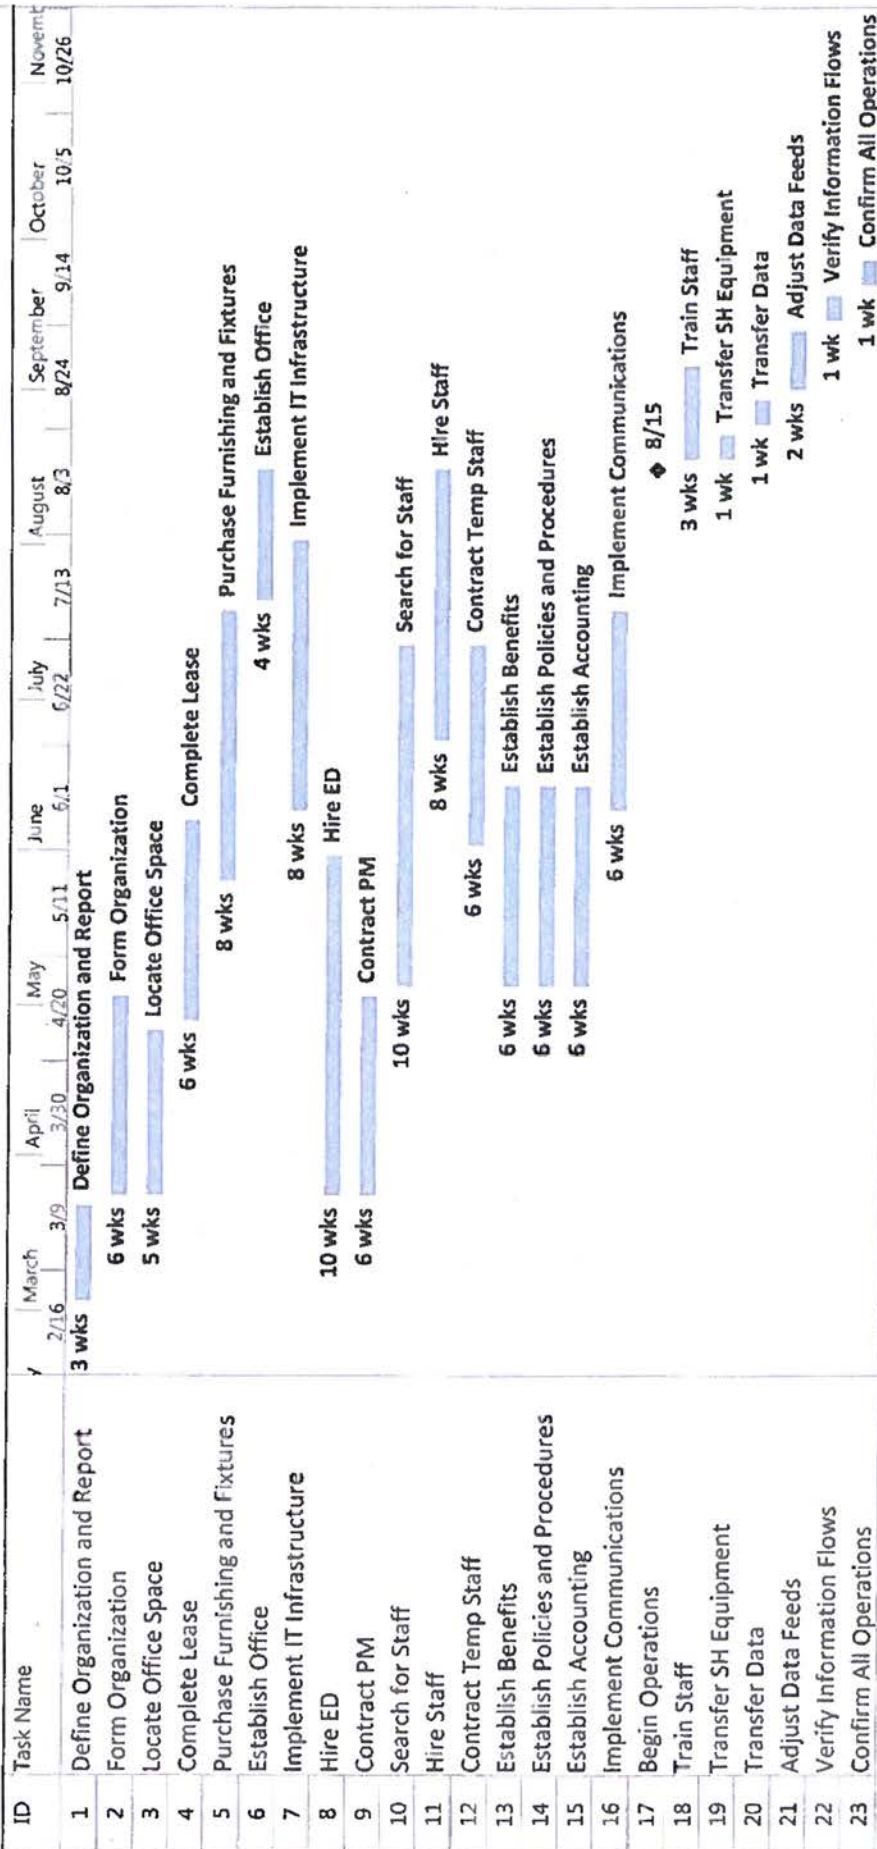 ID Task Name
y March April May June July August September October Novemt
2/16 3/9 3/30 4/20 5/11 6/1 6/22 7/13 8/3 8/24 9/14 10/5 10/26
1 Define Organization and Report 3 wks Define Organization and Report
2 Form Organization 6 wks Form Organization
3 Locate Office Space 5 wks Locate Office Space
4 Complete Lease 6 wks Complete Lease
5 Purchase Furnishing and Fixtures 8 wks Purchase Furnishing and Fixtures
6 Establish Office 4 wks Establish Office
7 Implement IT Infrastructure 8 wks Implement IT Infrastructure
8 Hire ED 10 wks Hire ED
9 Contract PM 6 wks Contract PM
10 Search for Staff 10 wks Search for Staff
11 Hire Staff 8 wks Hire Staff
12 Contract Temp Staff 6 wks Contract Temp Staff
13 Establish Benefits 6 wks Establish Benefits
14 Establish Policies and Procedures 6 wks Establish Policies and Procedures
15 Establish Accounting 6 wks Establish Accounting
16 Implement Communications 6 wks Implement Communications
17 Begin Operations 8/15
18 Train Staff 3 wks Train Staff
19 Transfer SH Equipment 1 wk Transfer SH Equipment
20 Transfer Data 1 wk Transfer Data
21 Adjust Data Feeds 2 wks Adjust Data Feeds
22 Verify Information Flows 1 wk Verify Information Flows
23 Confirm All Operations 1 wk Confirm All Operations